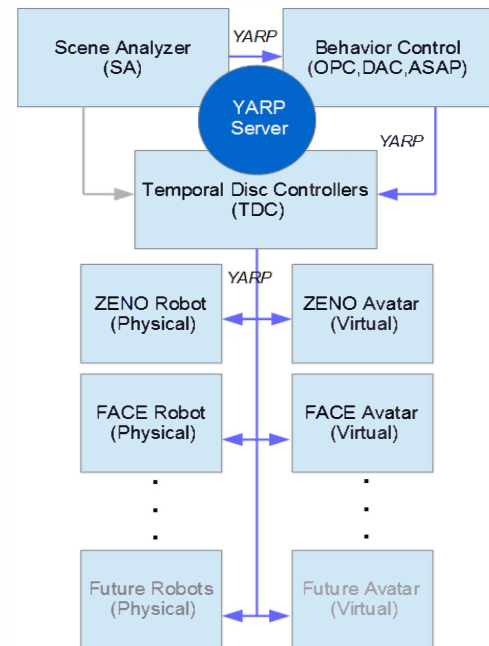 Scene Analyzer
(SA)
YARP
Behavior Control
(OPC,DAC,ASAP)
YARP
Server
YARP
Temporal Disc Controllers
(TDC)
YARP
ZENO Robot
(Physical)
ZENO Avatar
(Virtual)
FACE Robot
(Physical)
FACE Avatar
(Virtual)
Future Robots
(Physical)
Future Avatar
(Virtual)